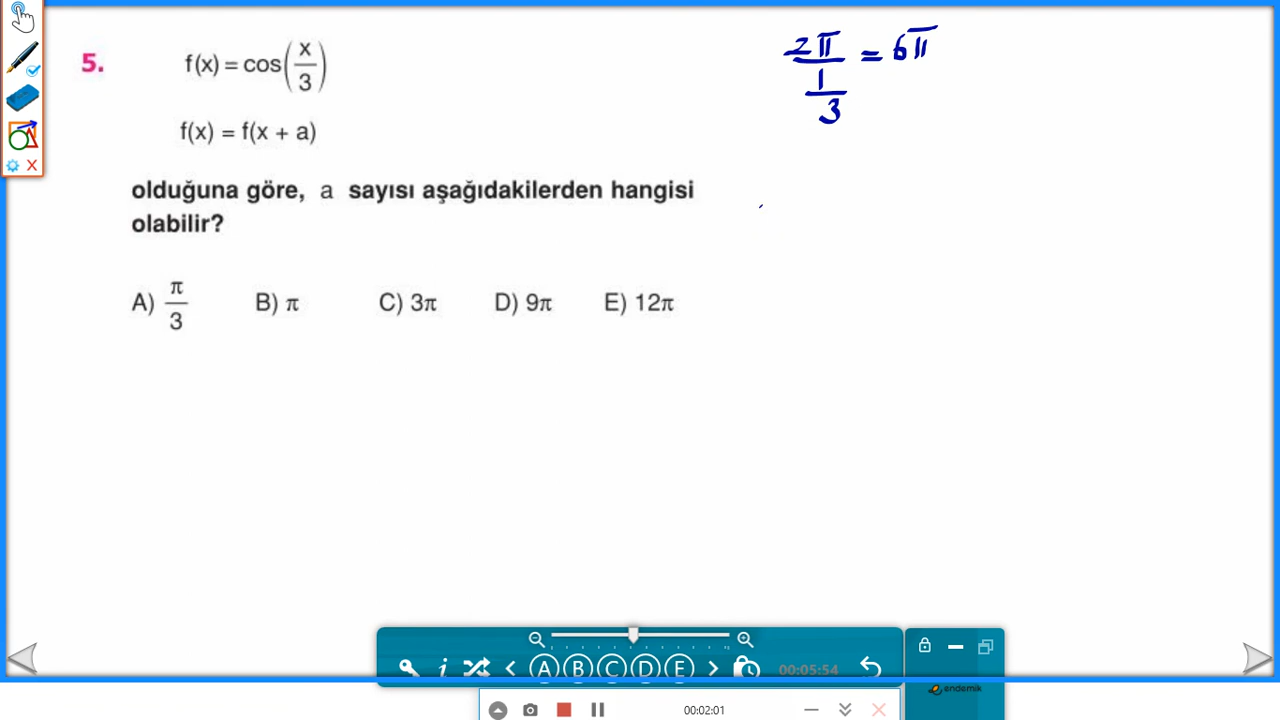 5. f(x) = cos(x/3)
2π/(1/3) = 6π
f(x) = f(x + a)
olduğuna göre, a sayısı aşağıdakilerden hangisi
olabilir?
A) π/3 B) π C) 3π D) 9π E) 12π
A B C D E 00:05:54
endemik
00:02:01